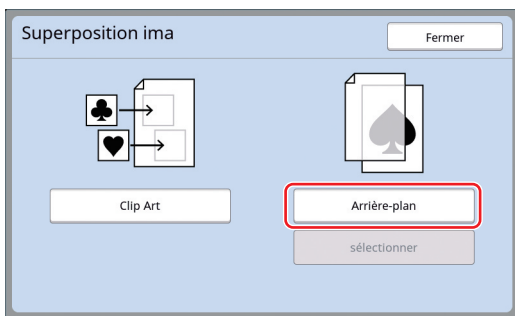 Superposition ima
Fermer
Clip Art
Arrière-plan
sélectionner